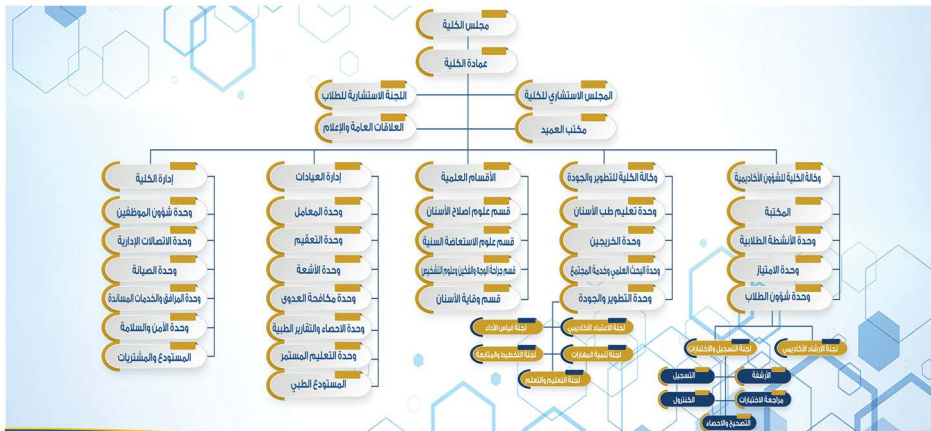 مجلس الكلية
عمادة الكلية
المجلس الاستشاري للكلية
اللجنة الاستشارية للطلاب
مكتب العميد
العلاقات العامة والإعلام
وكالة الكلية للشؤون الأكاديمية
المكتبة
وحدة الأنشطة الطلابية
وحدة الامتياز
وحدة شؤون الطلاب
لجنة الارشاد الأكاديمي
لجنة التسجيل والاختبارات
الأرشفة
التسجيل
مراجعة الاختبارات
الكنترول
التصحيح والاحصاء
وكالة الكلية للتطوير والجودة
وحدة تعليم طب الأسنان
وحدة الخريجين
وحدة البحث العلمي وخدمة المجتمع
وحدة التطوير والجودة
لجنة الاعتماد الاكاديمي
لجنة قياس الأداء
لجنة تنمية المهارات
لجنة التخطيط والمتابعة
لجنة التعليم والتعلم
الأقسام العلمية
قسم علوم اصلاح الأسنان
قسم علوم الاستعاضة السنية
قسم جراحة الوجه والفكين وعلوم التشخيص
قسم وقاية الأسنان
إدارة العيادات
وحدة المعامل
وحدة التعقيم
وحدة الأشعة
وحدة مكافحة العدوى
وحدة الاحصاء والتقارير الطبية
وحدة التعليم المستمر
المستودع الطبي
إدارة الكلية
وحدة شؤون الموظفين
وحدة الاتصالات الإدارية
وحدة الصيانة
وحدة المرافق والخدمات المساندة
وحدة الأمن والسلامة
المستودع والمشتريات